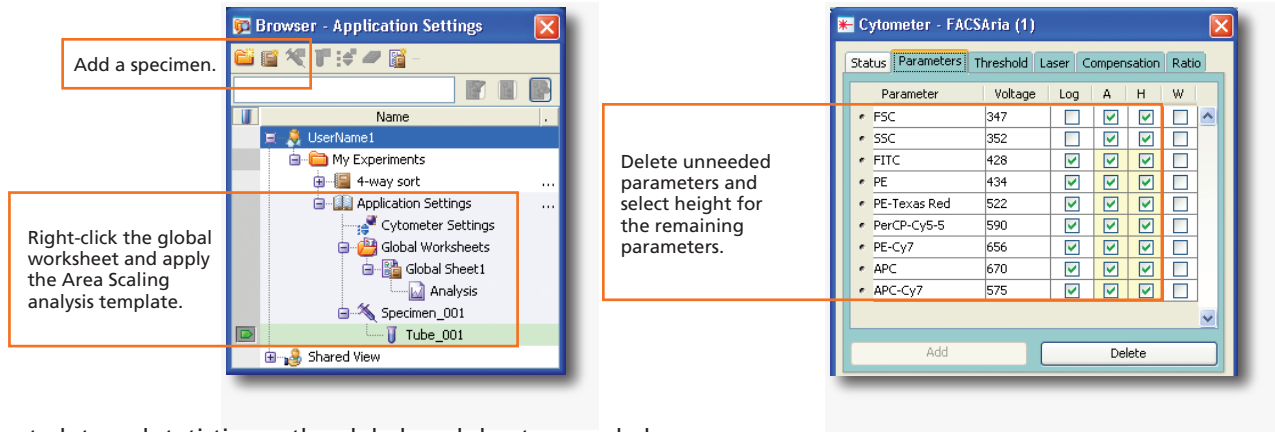 Browser - Application Settings
Add a specimen.
Name
UserName1
My Experiments
4-way sort ...
Application Settings ...
Cytometer Settings
Global Worksheets
Global Sheet1
Analysis
Specimen_001
Tube_001
Shared View
Right-click the global
worksheet and apply
the Area Scaling
analysis template.
Delete unneeded
parameters and
select height for
the remaining
parameters.
Cytometer - FACSAria (1)
Status Parameters Threshold Laser Compensation Ratio
Parameter Voltage Log A H W
FSC 347
SSC 352
FITC 428
PE 434
PE-Texas Red 522
PerCP-Cy5-5 590
PE-Cy7 656
APC 670
APC-Cy7 575
Add Delete